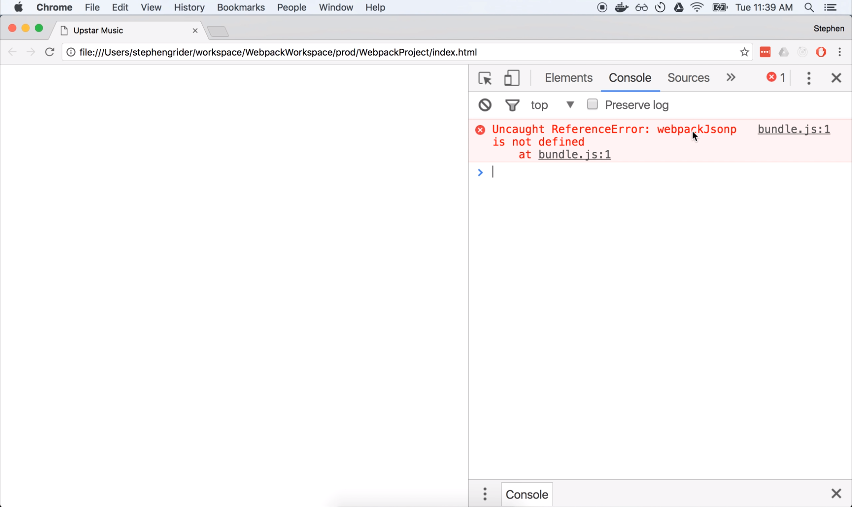 Chrome File Edit View History Bookmarks People Window Help Tue 11:39 AM
Upstar Music Stephen
file:///Users/stephengrider/workspace/WebpackWorkspace/prod/WebpackProject/index.html
Elements Console Sources 1
top Preserve log
Uncaught ReferenceError: webpackJsonp bundle.js:1
is not defined
at bundle.js:1
Console